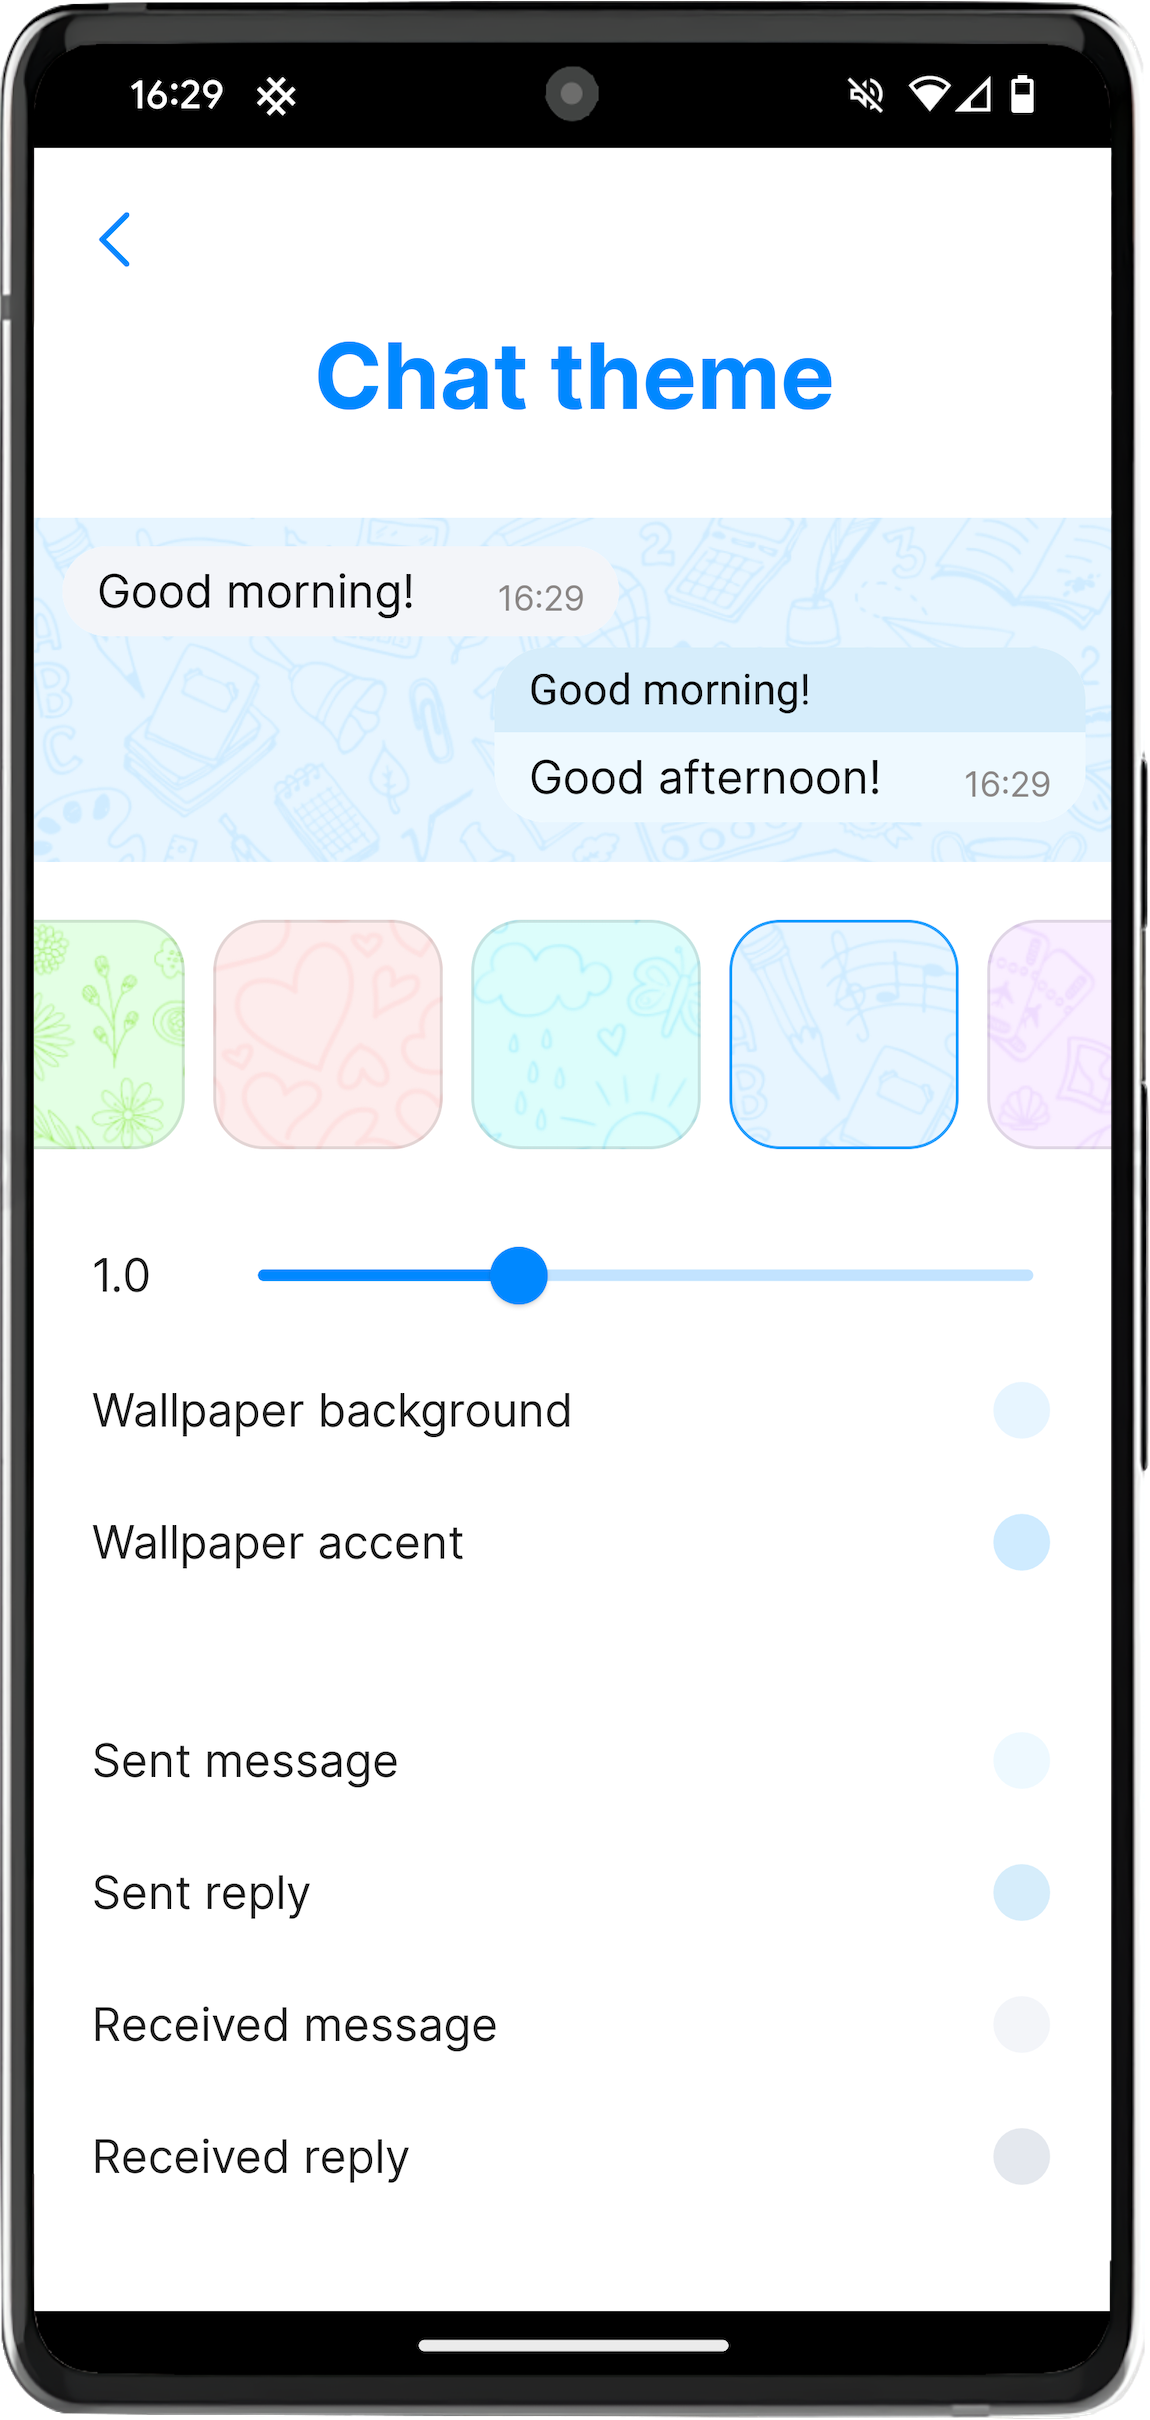 16:29
Chat theme
Good morning!
16:29
Good morning!
Good afternoon!
16:29
1.0
Wallpaper background
Wallpaper accent
Sent message
Sent reply
Received message
Received reply